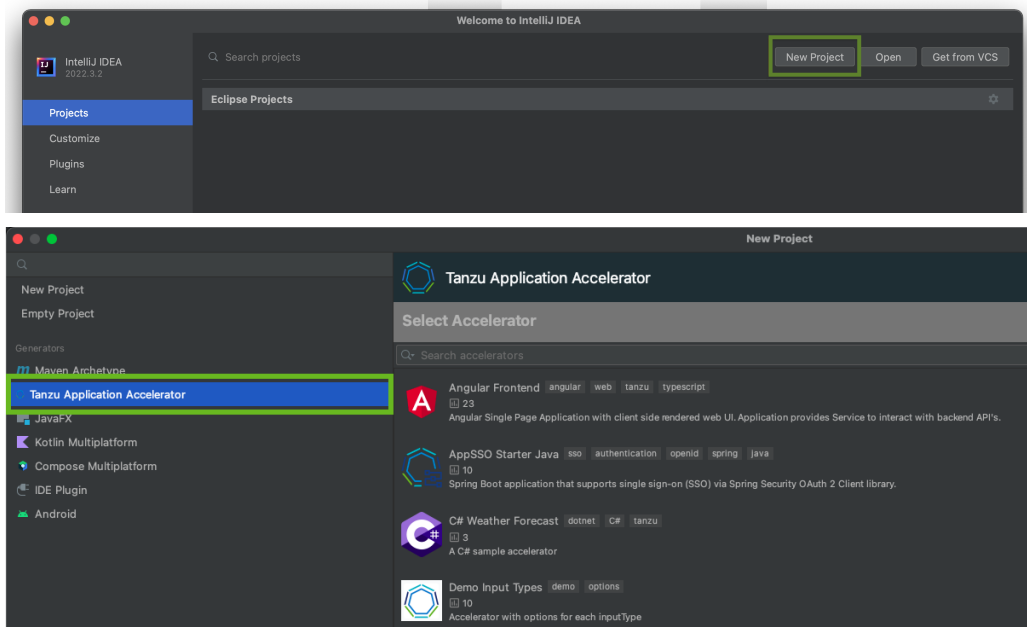 Welcome to IntelliJ IDEA
IJ
IntelliJ IDEA
2022.3.2
Search projects
New Project
Open
Get from VCS
Eclipse Projects
Projects
Customize
Plugins
Learn
New Project
New Project
Empty Project
Generators
Maven Archetype
Tanzu Application Accelerator
JavaFX
Kotlin Multiplatform
Compose Multiplatform
IDE Plugin
Android
Tanzu Application Accelerator
Select Accelerator
Search accelerators
Angular Frontend angular web tanzu typescript
23
Angular Single Page Application with client side rendered web UI. Application provides Service to interact with backend API's.
AppSSO Starter Java sso authentication openid spring java
10
Spring Boot application that supports single sign-on (SSO) via Spring Security OAuth 2 Client library.
C# Weather Forecast dotnet C# tanzu
3
A C# sample accelerator
Demo Input Types demo options
10
Accelerator with options for each inputType